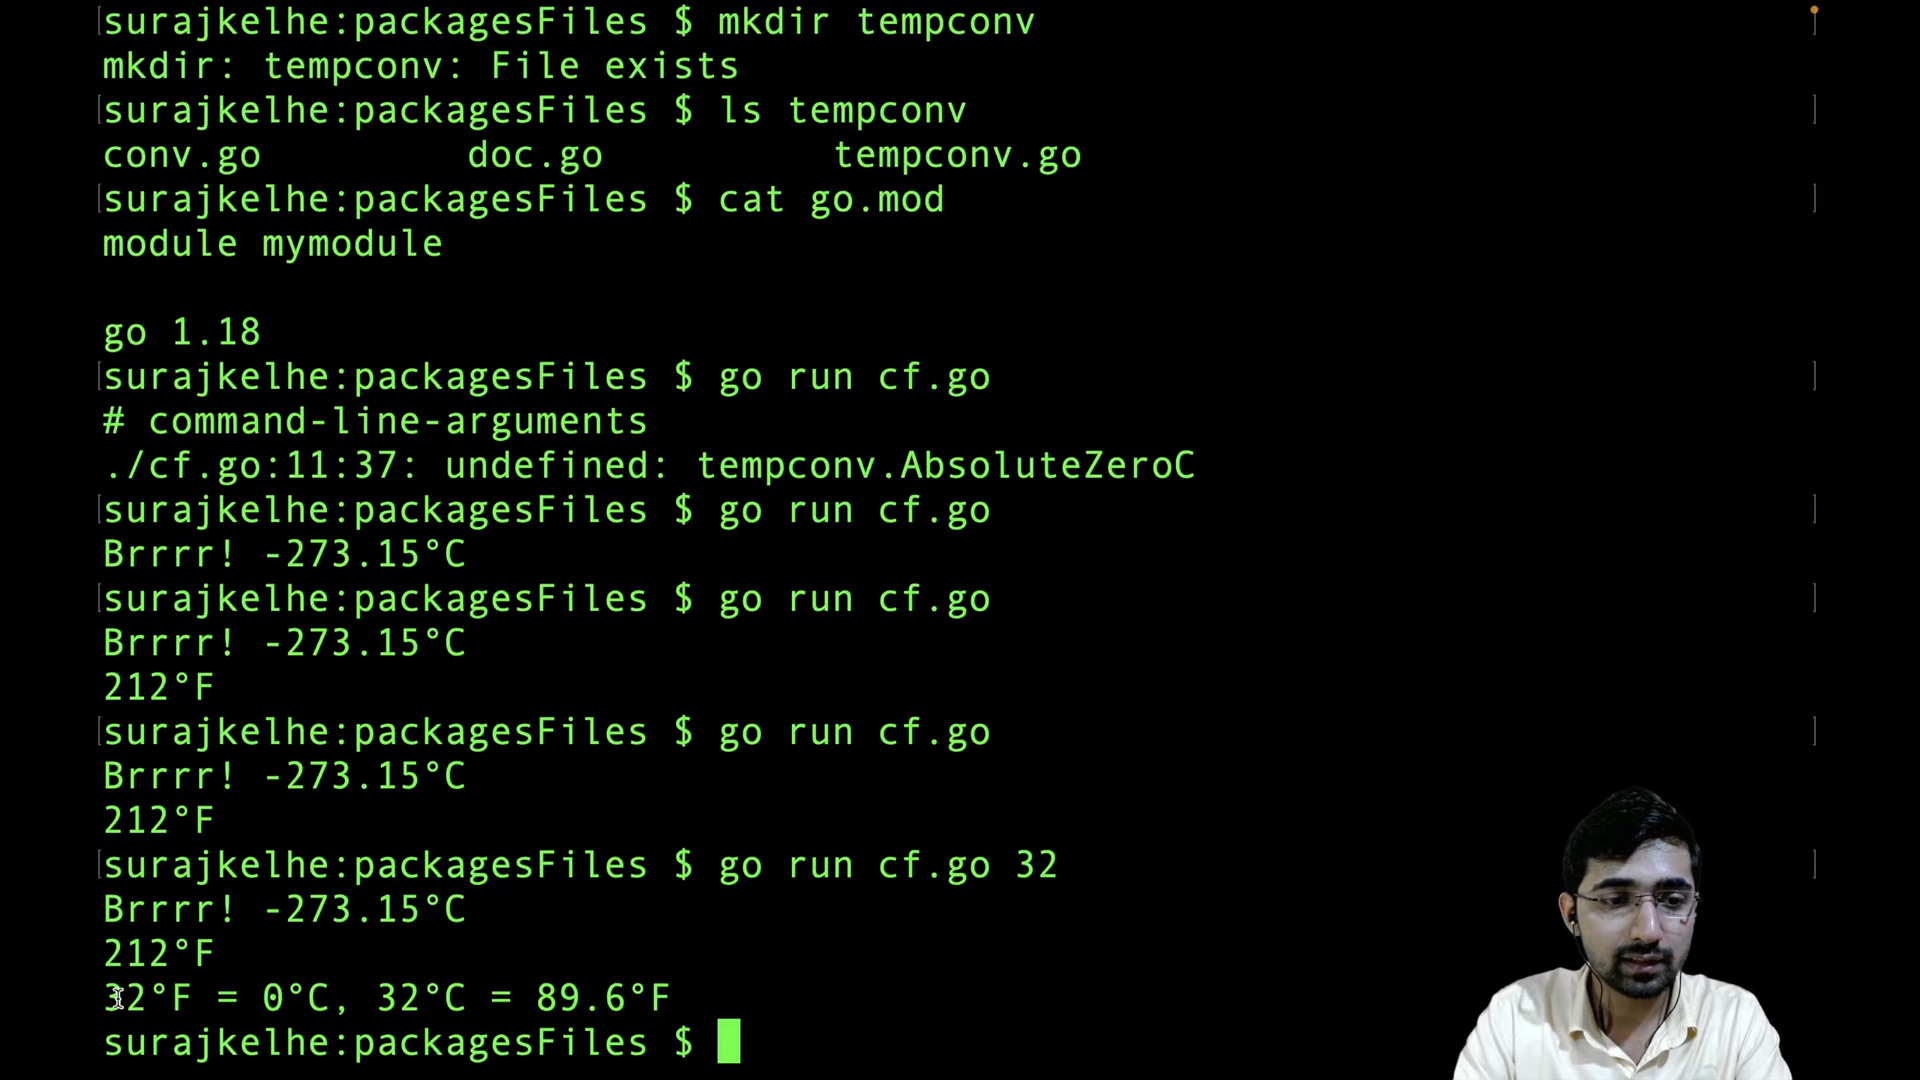 surajkelhe:packagesFiles $ mkdir tempconv
mkdir: tempconv: File exists
surajkelhe:packagesFiles $ ls tempconv
conv.go doc.go tempconv.go
surajkelhe:packagesFiles $ cat go.mod
module mymodule
go 1.18
surajkelhe:packagesFiles $ go run cf.go
# command-line-arguments
./cf.go:11:37: undefined: tempconv.AbsoluteZeroC
surajkelhe:packagesFiles $ go run cf.go
Brrrr! -273.15°C
surajkelhe:packagesFiles $ go run cf.go
Brrrr! -273.15°C
212°F
surajkelhe:packagesFiles $ go run cf.go
Brrrr! -273.15°C
212°F
surajkelhe:packagesFiles $ go run cf.go 32
Brrrr! -273.15°C
212°F
32°F = 0°C, 32°C = 89.6°F
surajkelhe:packagesFiles $